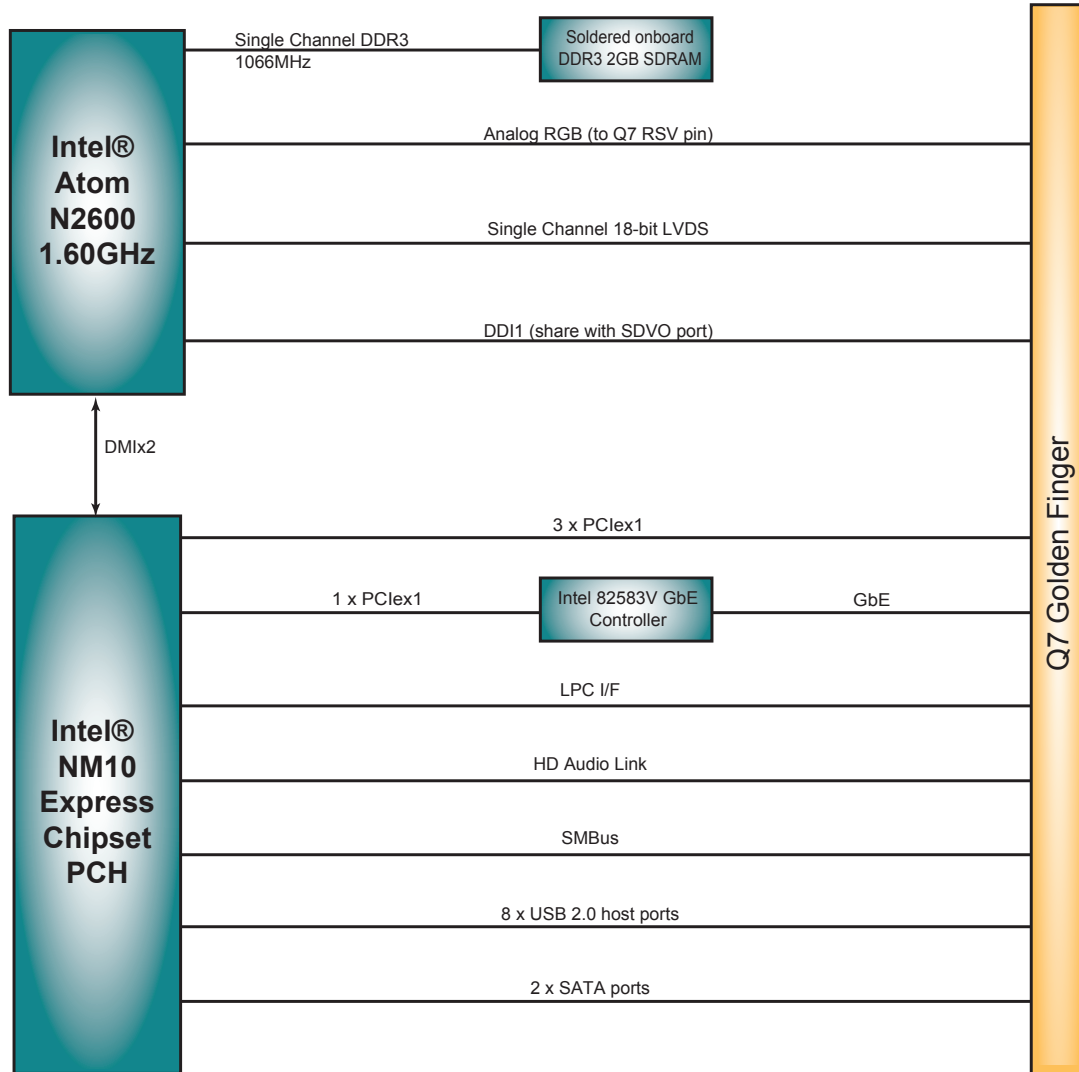 Single Channel DDR3
1066MHz
Soldered onboard
DDR3 2GB SDRAM
Intel®
Atom
N2600
1.60GHz
Analog RGB (to Q7 RSV pin)
Single Channel 18-bit LVDS
DDI1 (share with SDVO port)
DMIx2
Q7 Golden Finger
3 x PCIex1
1 x PCIex1
Intel 82583V GbE
Controller
GbE
LPC I/F
Intel®
NM10
Express
Chipset
PCH
HD Audio Link
SMBus
8 x USB 2.0 host ports
2 x SATA ports